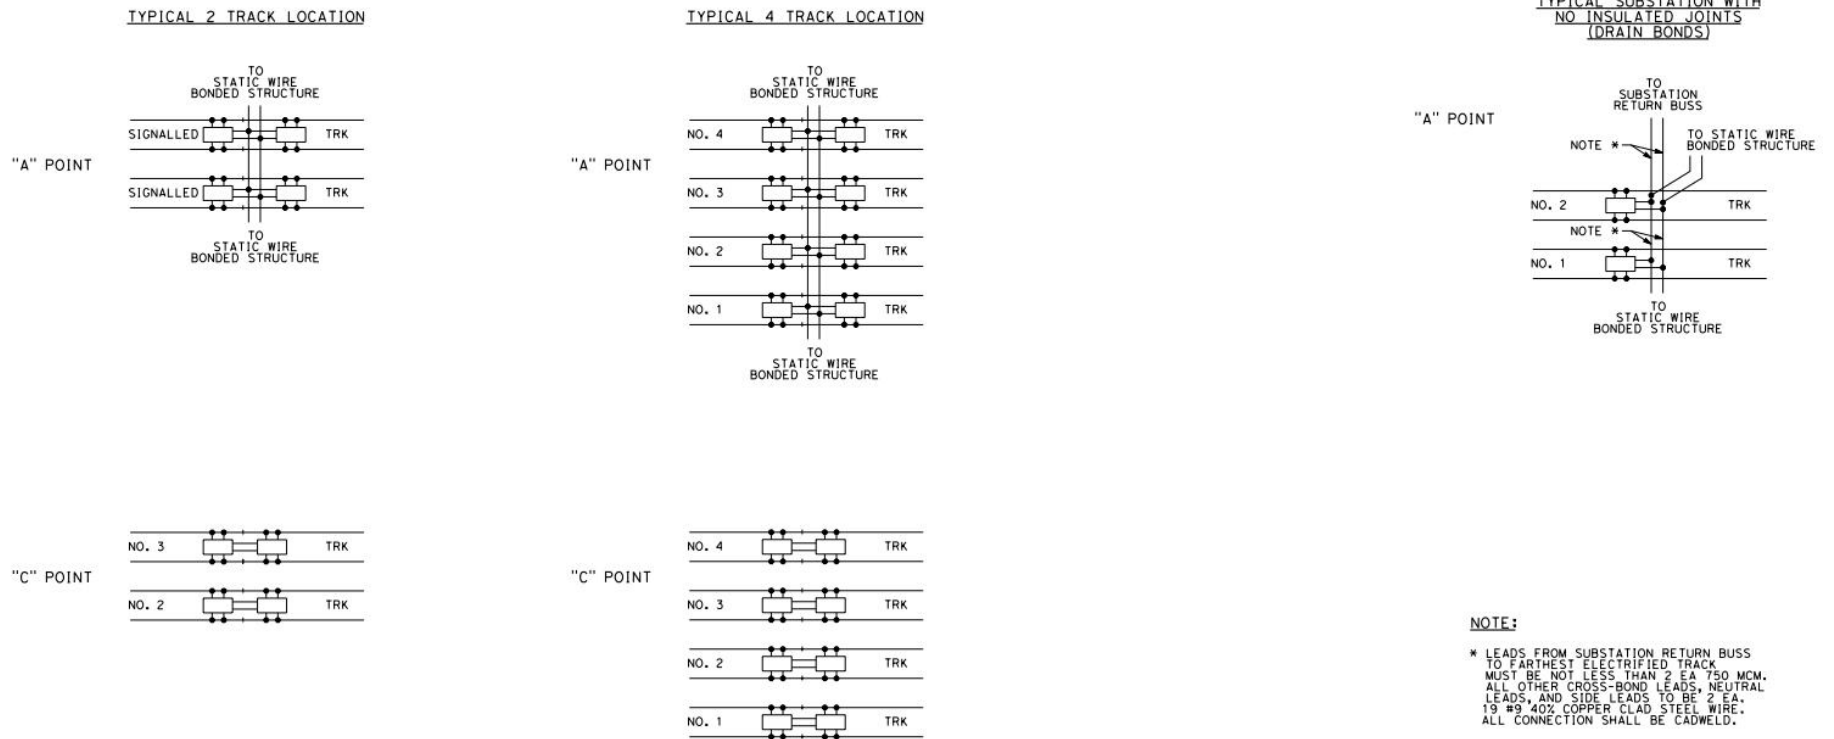 TYPICAL 2 TRACK LOCATION
TO
STATIC WIRE
BONDED STRUCTURE
"A" POINT
SIGNALLED TRK
SIGNALLED TRK
TO
STATIC WIRE
BONDED STRUCTURE
"C" POINT
NO. 3 TRK
NO. 2 TRK
TYPICAL 4 TRACK LOCATION
TO
STATIC WIRE
BONDED STRUCTURE
"A" POINT
NO. 4 TRK
NO. 3 TRK
NO. 2 TRK
NO. 1 TRK
TO
STATIC WIRE
BONDED STRUCTURE
"C" POINT
NO. 4 TRK
NO. 3 TRK
NO. 2 TRK
NO. 1 TRK
TYPICAL SUBSTATION WITH
NO INSULATED JOINTS
(DRAIN BONDS)
TO
SUBSTATION
RETURN BUSS
"A" POINT
NOTE *
TO STATIC WIRE
BONDED STRUCTURE
NO. 2 TRK
NOTE *
NO. 1 TRK
TO
STATIC WIRE
BONDED STRUCTURE
NOTE:
* LEADS FROM SUBSTATION RETURN BUSS
TO FARTHEST ELECTRIFIED TRACK
MUST BE NOT LESS THAN 2 EA 750 MCM.
ALL OTHER CROSS-BOND LEADS, NEUTRAL
LEADS, AND SIDE LEADS TO BE 2 EA.
19 #9 40% COPPER CLAD STEEL WIRE.
ALL CONNECTION SHALL BE CADWELD.